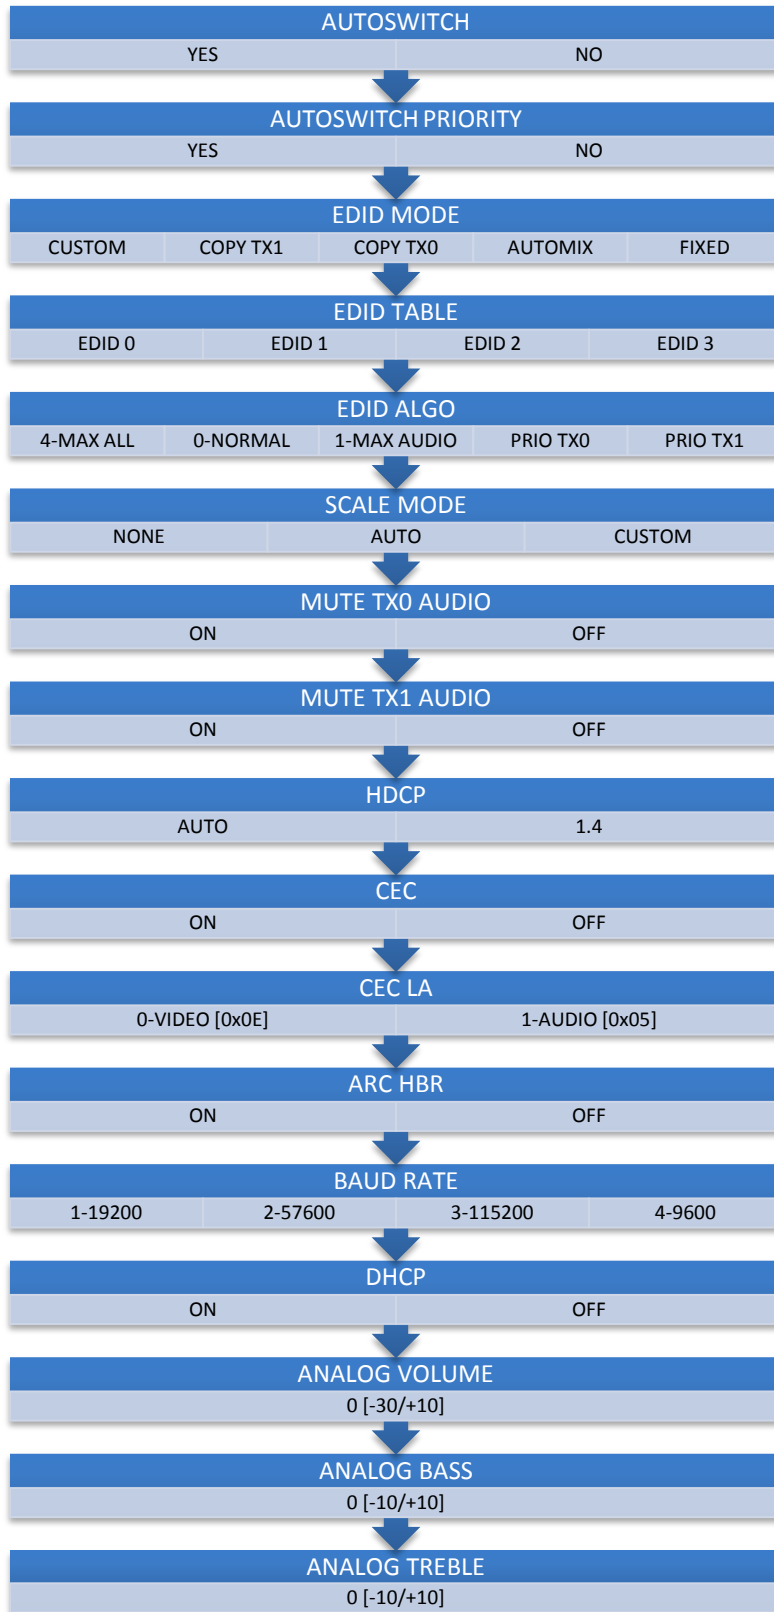 AUTOSWITCH
YES NO
AUTOSWITCH PRIORITY
YES NO
EDID MODE
CUSTOM COPY TX1 COPY TX0 AUTOMIX FIXED
EDID TABLE
EDID 0 EDID 1 EDID 2 EDID 3
EDID ALGO
4-MAX ALL 0-NORMAL 1-MAX AUDIO PRIO TX0 PRIO TX1
SCALE MODE
NONE AUTO CUSTOM
MUTE TX0 AUDIO
ON OFF
MUTE TX1 AUDIO
ON OFF
HDCP
AUTO 1.4
CEC
ON OFF
CEC LA
0-VIDEO [0x0E] 1-AUDIO [0x05]
ARC HBR
ON OFF
BAUD RATE
1-19200 2-57600 3-115200 4-9600
DHCP
ON OFF
ANALOG VOLUME
0 [-30/+10]
ANALOG BASS
0 [-10/+10]
ANALOG TREBLE
0 [-10/+10]